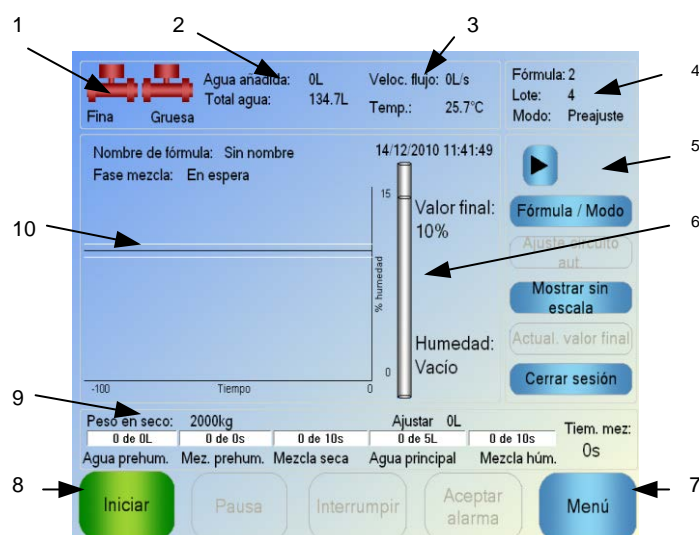 1
2
3
4
5
6
7
8
9
10
Fina
Gruesa
Agua añadida: 0L
Total agua: 134.7L
Veloc. flujo: 0L/s
Temp.: 25.7°C
Fórmula: 2
Lote: 4
Modo: Preajuste
Nombre de fórmula: Sin nombre
14/12/2010 11:41:49
Fase mezcla: En espera
15
Valor final:
10%
% humedad
Humedad:
Vacío
0
-100
Tiempo
0
Fórmula / Modo
Ajuste circuito
aut.
Mostrar sin
escala
Actual. valor final
Cerrar sesión
Peso en seco: 2000kg
Ajustar 0L
0 de 0L
0 de 0s
0 de 10s
0 de 5L
0 de 10s
Agua prehum.
Mez. prehum.
Mezcla seca
Agua principal
Mezcla húm.
Tiem. mez:
0s
Iniciar
Pausa
Interrumpir
Aceptar
alarma
Menú